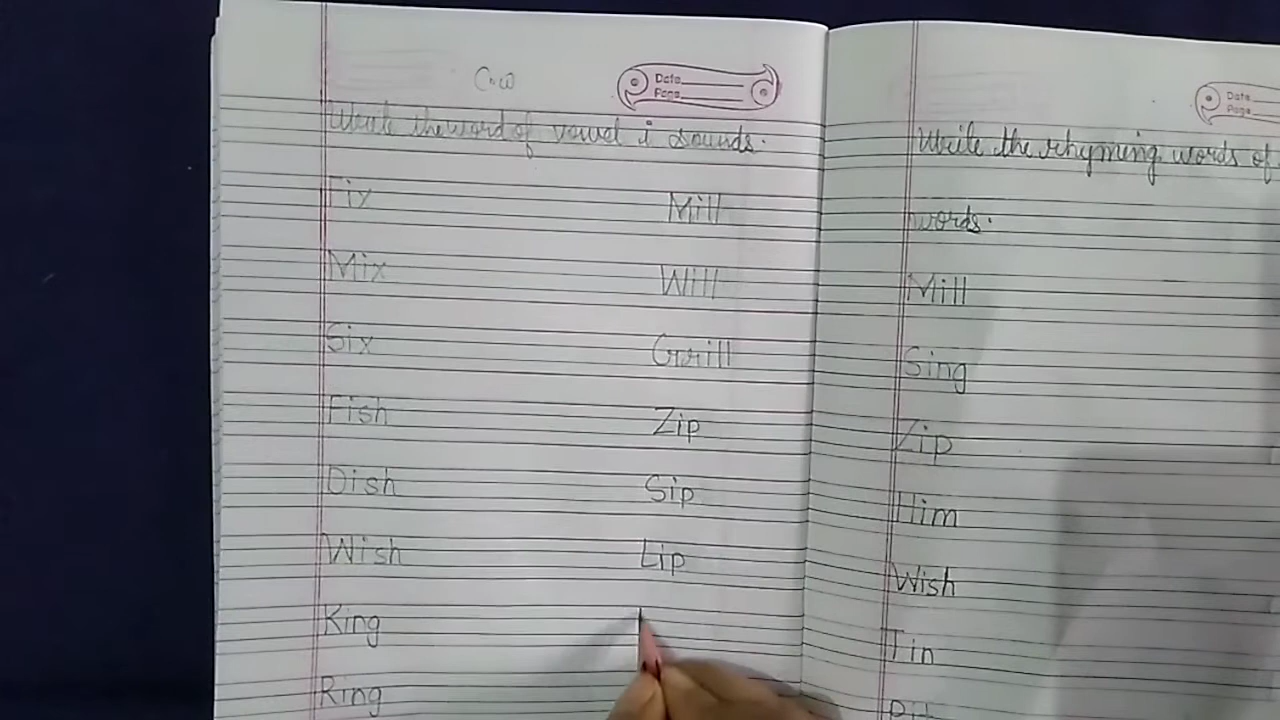 C.W
Date
Page
Write the word of vowel i sounds.
Fix Mill
Mix Will
Six Grill
Fish Zip
Dish Sip
Wish Lip
King
Ring
Date
Page
Write the rhyming words of
words.
Mill
Sing
Zip
Him
Wish
Tin